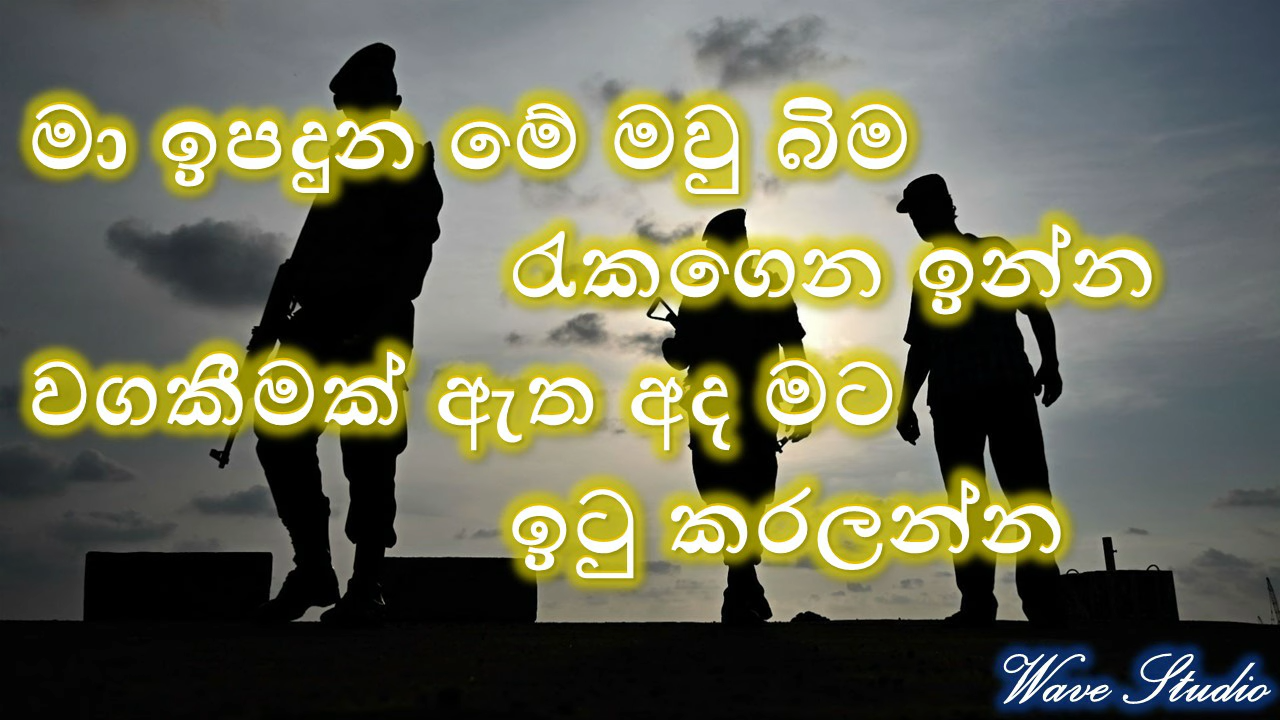 මා ඉපදුන මේ මවු බිම
රැකගෙන ඉන්න
වගකීමක් ඇත අද මට
ඉටු කරලන්න
Wave Studio